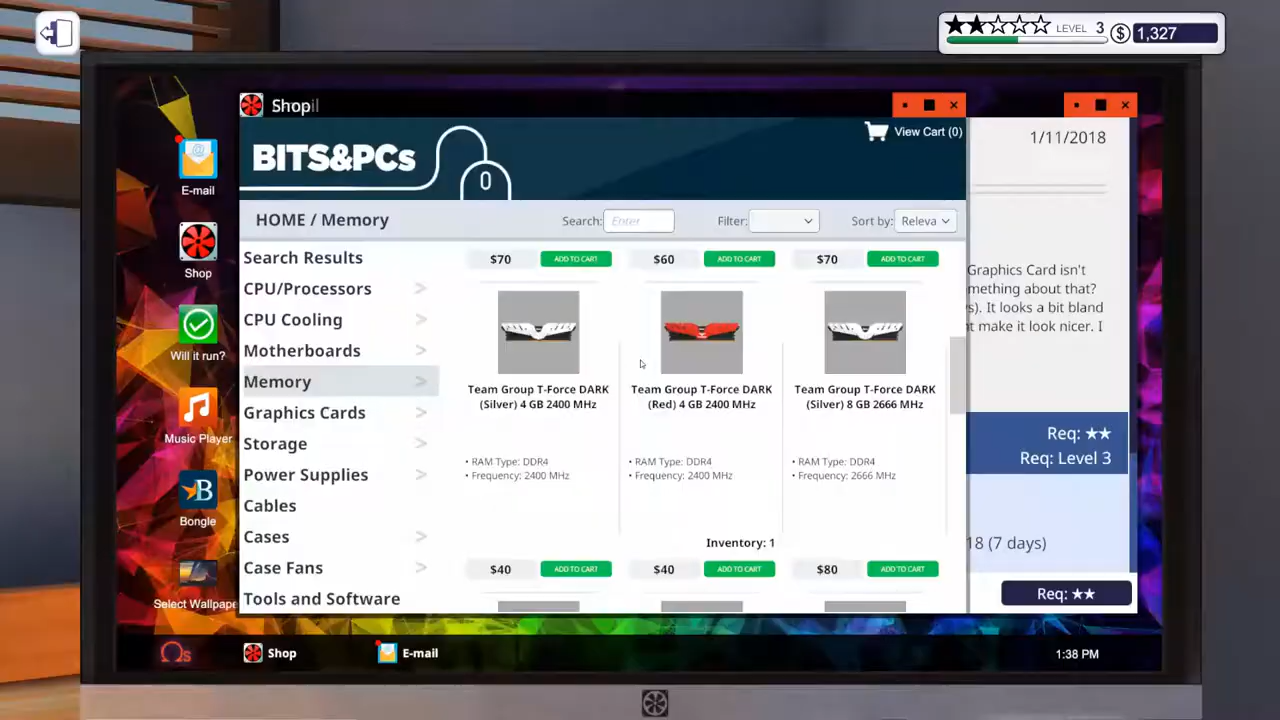 LEVEL 3
$ 1,327
Shop
View Cart (0)
BITS&PCs
1/11/2018
HOME / Memory
Search: Enter
Filter:
Sort by: Releva
E-mail
Shop
Will it run?
Music Player
Bongle
Select Wallpape
Search Results
CPU/Processors >
CPU Cooling >
Motherboards >
Memory >
Graphics Cards >
Storage >
Power Supplies >
Cables
Cases >
Case Fans >
Tools and Software
$70 ADD TO CART $60 ADD TO CART $70 ADD TO CART
Team Group T-Force DARK
(Silver) 4 GB 2400 MHz
• RAM Type: DDR4
• Frequency: 2400 MHz
$40 ADD TO CART
Team Group T-Force DARK
(Red) 4 GB 2400 MHz
• RAM Type: DDR4
• Frequency: 2400 MHz
Inventory: 1
$40 ADD TO CART
Team Group T-Force DARK
(Silver) 8 GB 2666 MHz
• RAM Type: DDR4
• Frequency: 2666 MHz
$80 ADD TO CART
Graphics Card isn't
mething about that?
s). It looks a bit bland
t make it look nicer. I
Req: ★★
Req: Level 3
18 (7 days)
Req: ★★
Ωs
Shop
E-mail
1:38 PM